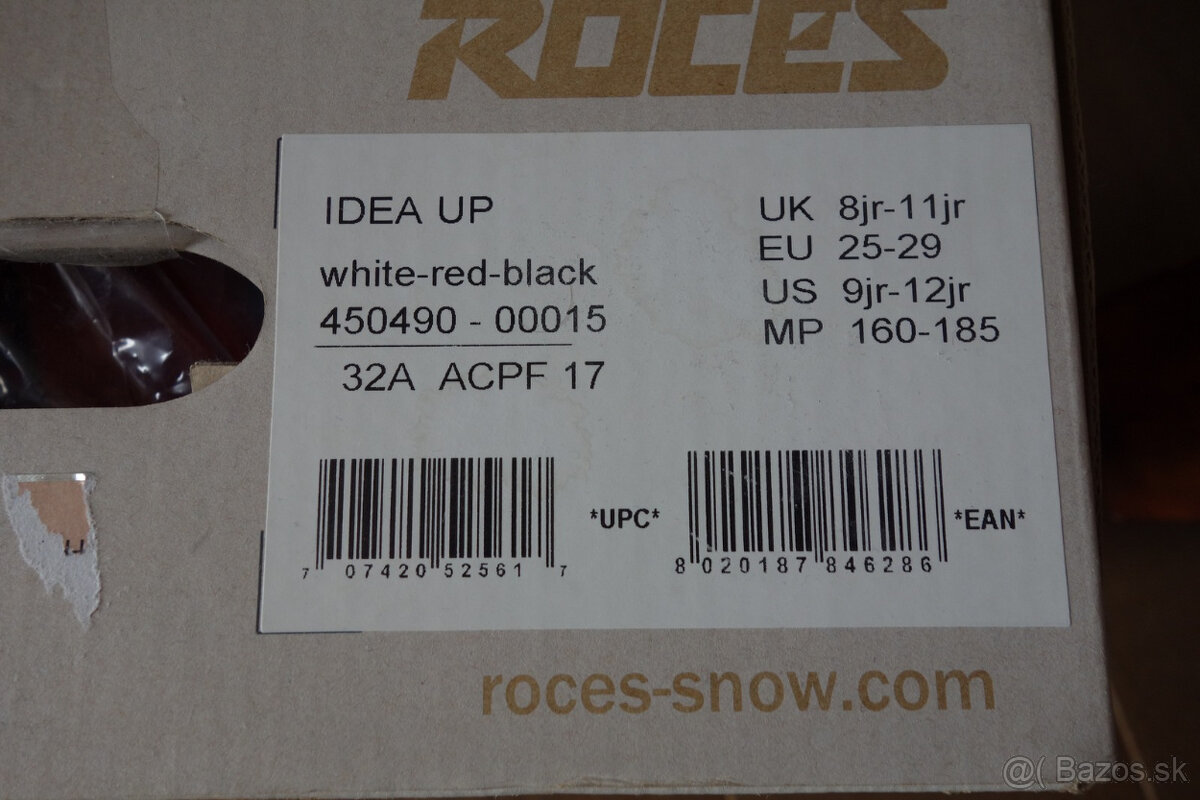 ROCES
IDEA UP
white-red-black
450490 - 00015
32A ACPF 17
UK 8jr-11jr
EU 25-29
US 9jr-12jr
MP 160-185
7 07420 52561 7
*UPC*
8 020187 846286
*EAN*
roces-snow.com
@( Bazos.sk